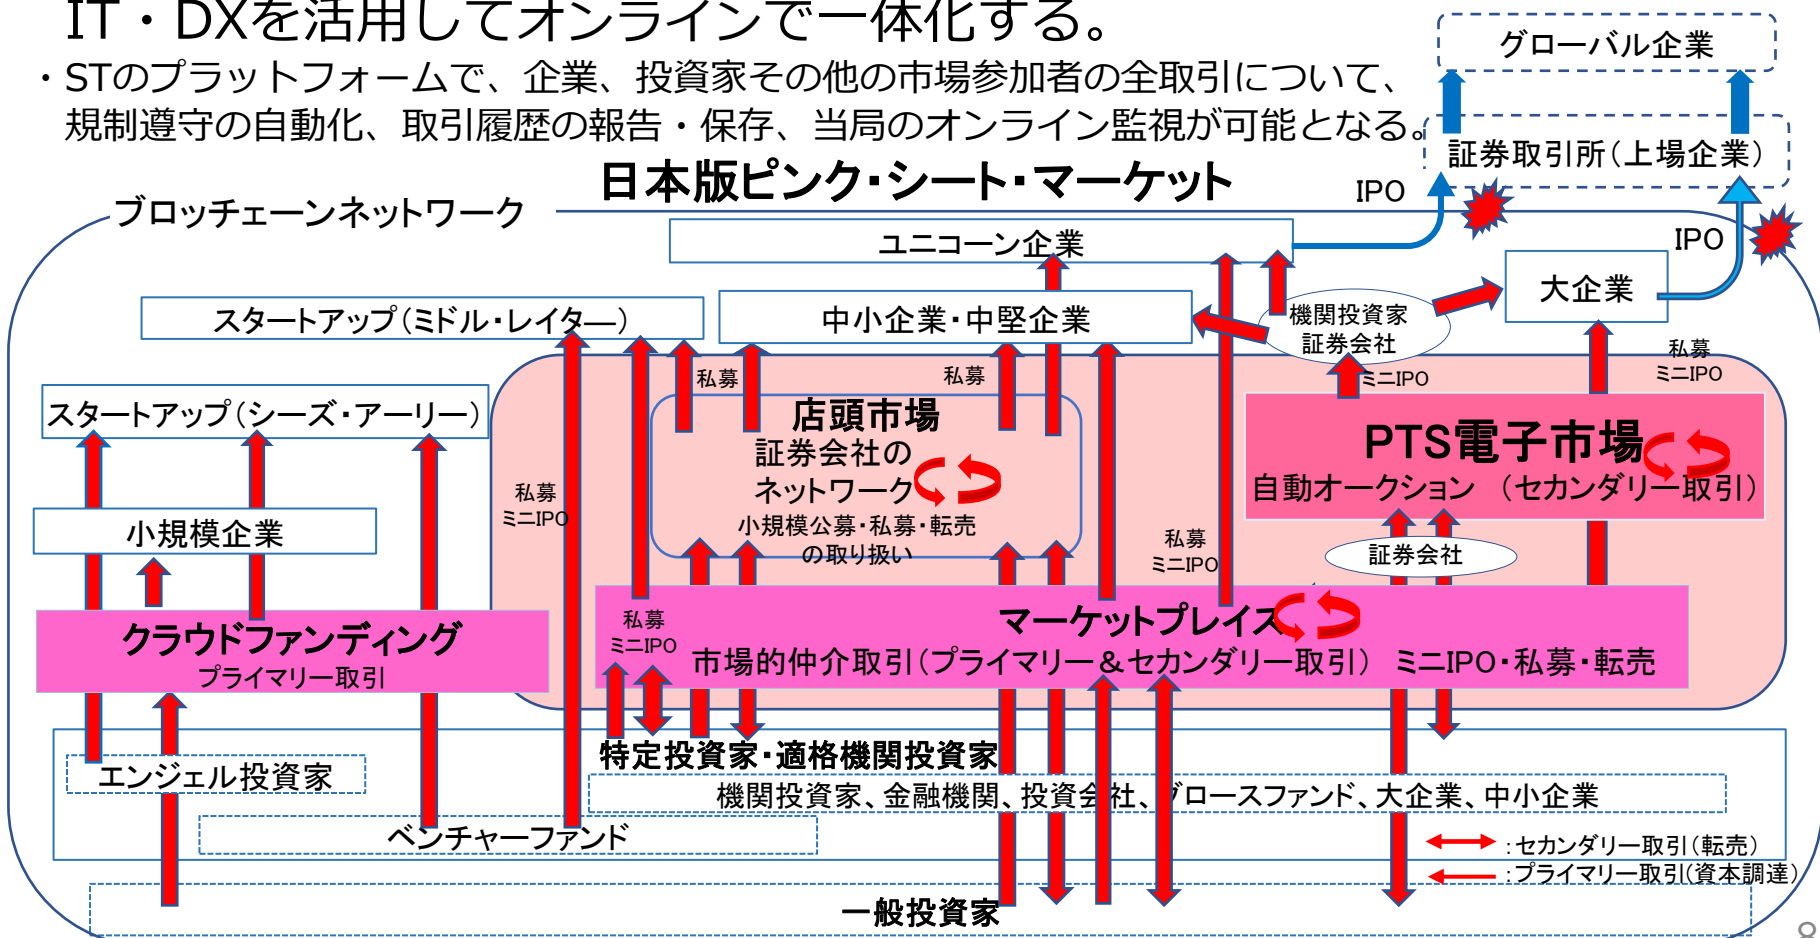 IT・DXを活用してオンラインで一体化する。
・STのプラットフォームで、企業、投資家その他の市場参加者の全取引について、
規制遵守の自動化、取引履歴の報告・保存、当局のオンライン監視が可能となる。
グローバル企業
証券取引所(上場企業)
日本版ピンク・シート・マーケット
IPO
ブロッチェーンネットワーク
ユニコーン企業
IPO
大企業
スタートアップ(ミドル・レイタ―)
中小企業・中堅企業
機関投資家
証券会社
私募
私募
ミニIPO
私募
ミニIPO
スタートアップ(シーズ・アーリー)
店頭市場
証券会社の
ネットワーク
小規模公募・私募・転売
の取り扱い
PTS電子市場
自動オークション (セカンダリー取引)
私募
ミニIPO
小規模企業
私募
ミニIPO
証券会社
クラウドファンディング
プライマリー取引
私募
ミニIPO
マーケットプレイス
市場的仲介取引(プライマリー&セカンダリー取引) ミニIPO・私募・転売
特定投資家・適格機関投資家
エンジェル投資家
機関投資家、金融機関、投資会社、グロースファンド、大企業、中小企業
ベンチャーファンド
:セカンダリー取引(転売)
:プライマリー取引(資本調達)
一般投資家
8